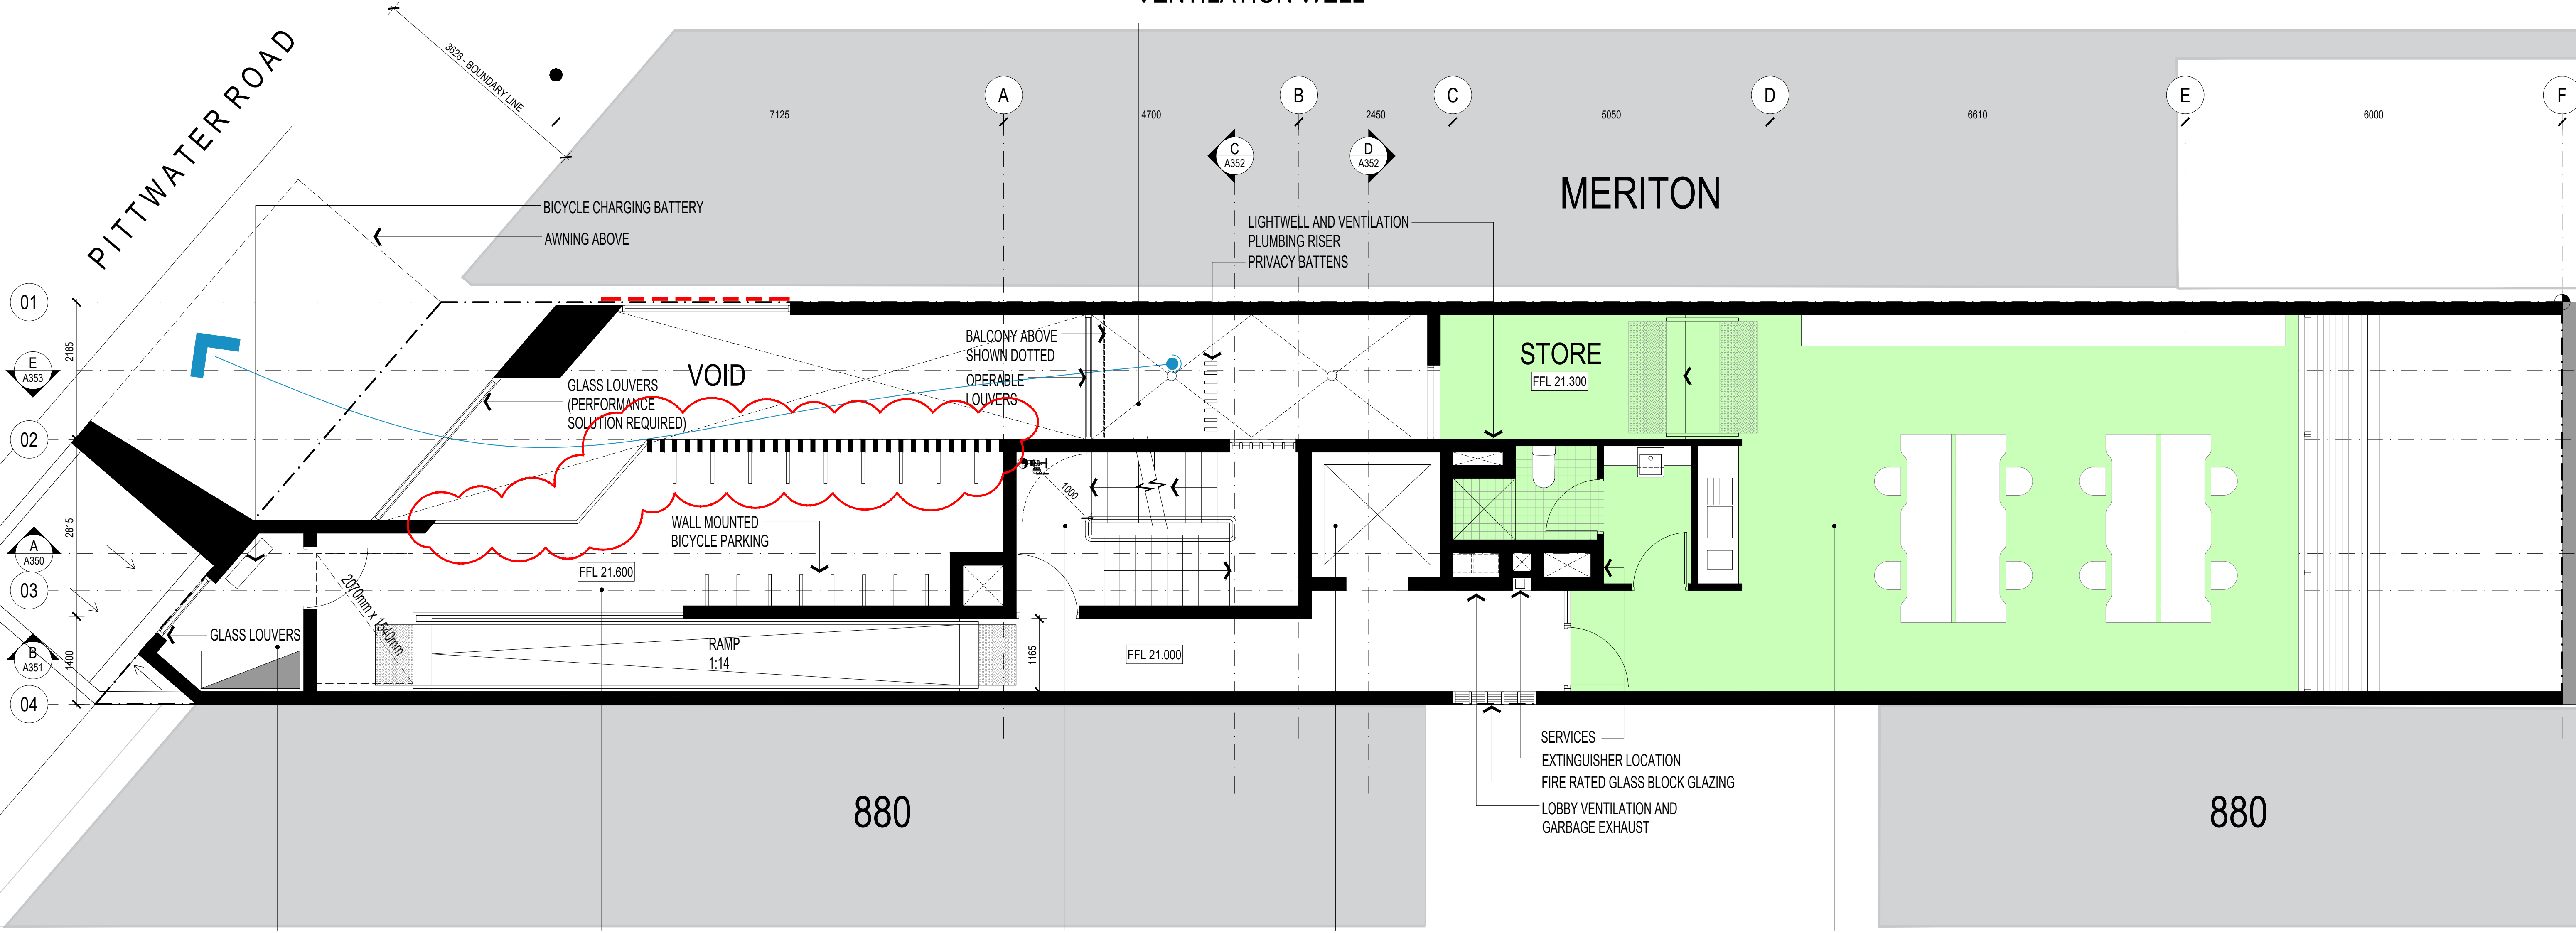 VENTILATION WELL
PITTWATER ROAD
3628 - BOUNDARY LINE
A
B
C
D
E
F
7125
4700
2450
5050
6610
6000
C
A352
D
A352
MERITON
BICYCLE CHARGING BATTERY
AWNING ABOVE
LIGHTWELL AND VENTILATION
PLUMBING RISER
PRIVACY BATTENS
01
2185
E
A353
02
2815
A
A350
03
B
A351
1400
04
BALCONY ABOVE
SHOWN DOTTED
OPERABLE
LOUVERS
VOID
GLASS LOUVERS
(PERFORMANCE
SOLUTION REQUIRED)
STORE
FFL 21.300
1000
WALL MOUNTED
BICYCLE PARKING
FFL 21.600
2070mm x 1540mm
GLASS LOUVERS
RAMP
1:14
1165
FFL 21.000
SERVICES
EXTINGUISHER LOCATION
FIRE RATED GLASS BLOCK GLAZING
LOBBY VENTILATION AND
GARBAGE EXHAUST
880
880